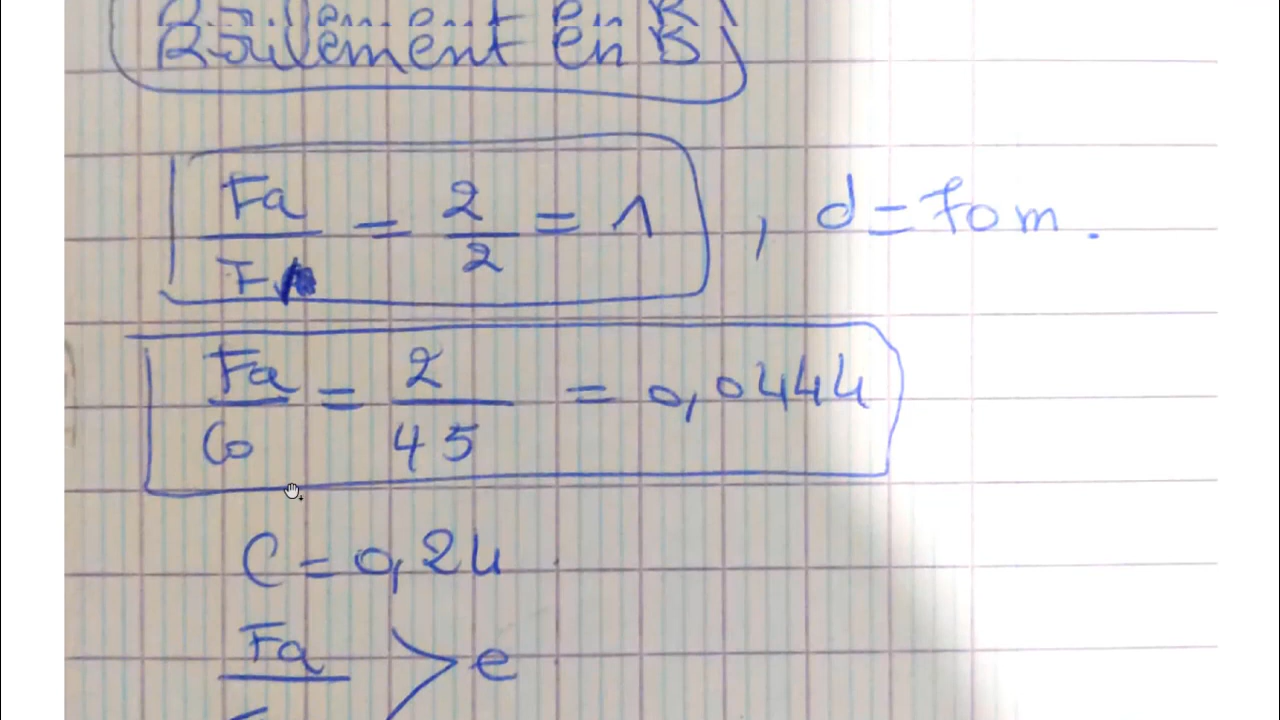 Roulement en B
Fa/Fr = 2/2 = 1 , d = 70 m.
Fa/Co = 2/45 = 0,0444
C = 0,24
Fa > e